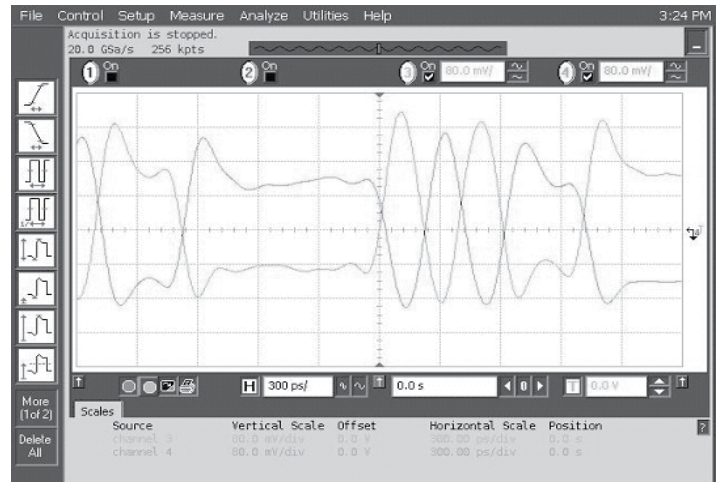 File Control Setup Measure Analyze Utilities Help 3:24 PM
Acquisition is stopped.
20.0 GSa/s 256 kpts
1 On 2 On 3 On 80.0 mV/ 4 On 80.0 mV/
H 300 ps/ 0.0 s 0 T 0.0 V
More
(1of 2)
Delete
All
Scales
Source Vertical Scale Offset Horizontal Scale Position
channel 3 80.0 mV/div 0.0 V 300.00 ps/div 0.0 s
channel 4 80.0 mV/div 0.0 V 300.00 ps/div 0.0 s